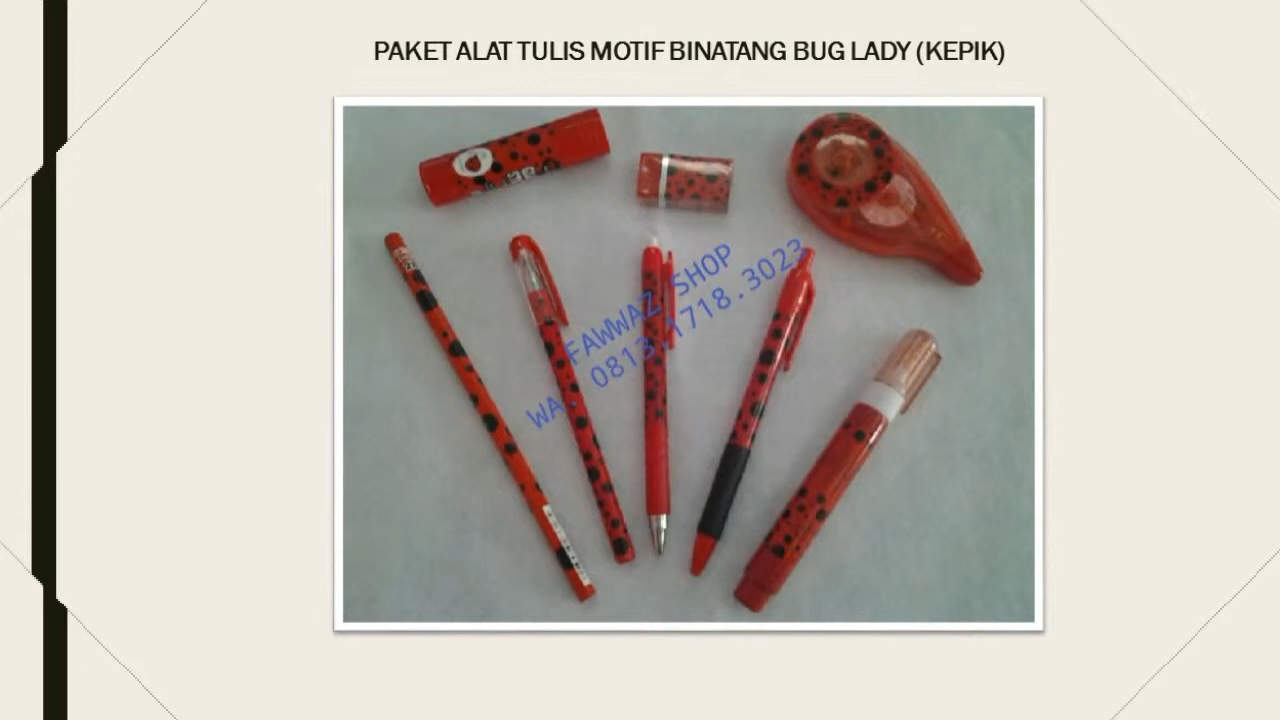 PAKET ALAT TULIS MOTIF BINATANG BUG LADY (KEPIK)
FAWWAZ SHOP
WA. 0813.1718.3023